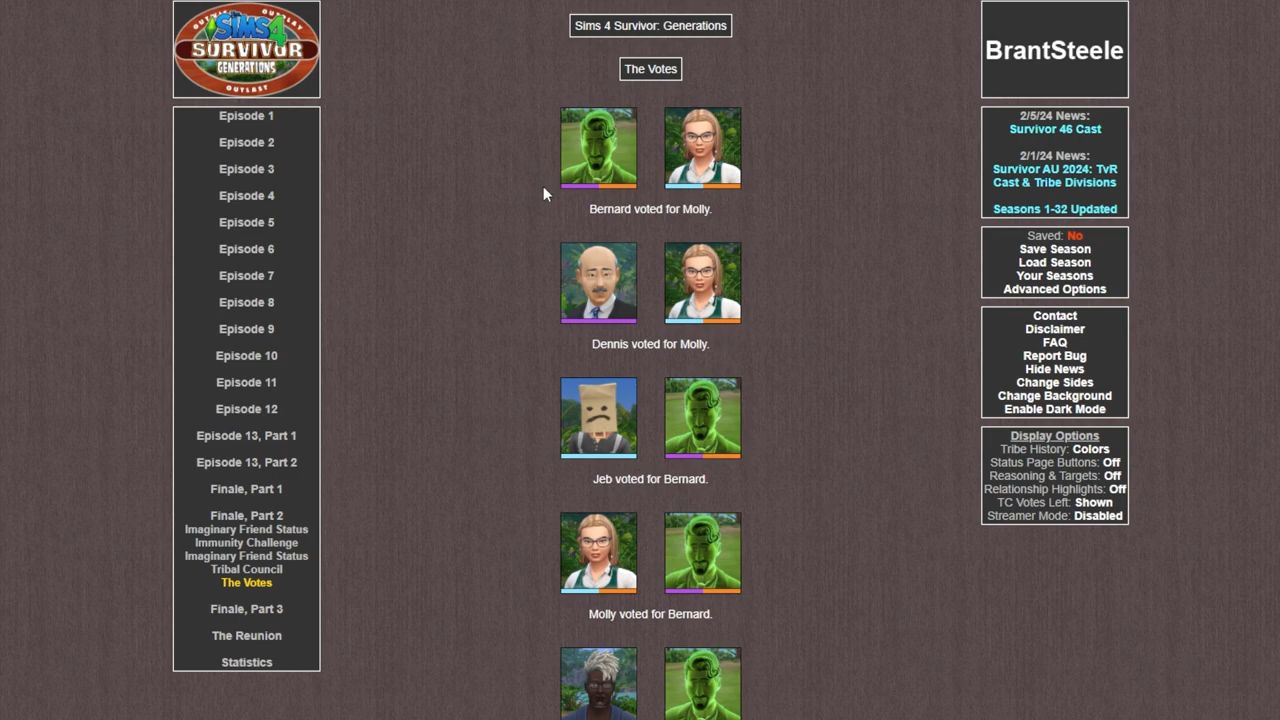 OUTWIT OUTPLAY
THE SIMS 4
SURVIVOR
GENERATIONS
OUTLAST
Episode 1
Episode 2
Episode 3
Episode 4
Episode 5
Episode 6
Episode 7
Episode 8
Episode 9
Episode 10
Episode 11
Episode 12
Episode 13, Part 1
Episode 13, Part 2
Finale, Part 1
Finale, Part 2
Imaginary Friend Status
Immunity Challenge
Imaginary Friend Status
Tribal Council
The Votes
Finale, Part 3
The Reunion
Statistics
Sims 4 Survivor: Generations
The Votes
Bernard voted for Molly.
Dennis voted for Molly.
Jeb voted for Bernard.
Molly voted for Bernard.
BrantSteele
2/5/24 News:
Survivor 46 Cast
2/1/24 News:
Survivor AU 2024: TvR
Cast & Tribe Divisions
Seasons 1-32 Updated
Saved: No
Save Season
Load Season
Your Seasons
Advanced Options
Contact
Disclaimer
FAQ
Report Bug
Hide News
Change Sides
Change Background
Enable Dark Mode
Display Options
Tribe History: Colors
Status Page Buttons: Off
Reasoning & Targets: Off
Relationship Highlights: Off
TC Votes Left: Shown
Streamer Mode: Disabled